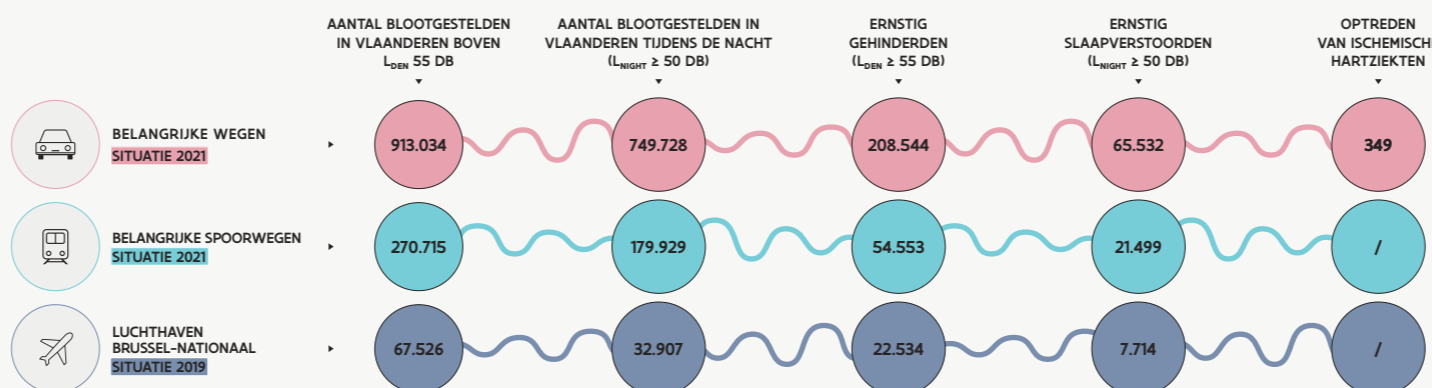 AANTAL BLOOTGESTELDEN
IN VLAANDEREN BOVEN
LDEN 55 DB
AANTAL BLOOTGESTELDEN IN
VLAANDEREN TIJDENS DE NACHT
(LNIGHT ≥ 50 DB)
ERNSTIG
GEHINDERDEN
(LDEN ≥ 55 DB)
ERNSTIG
SLAAPVERSTOORDEN
(LNIGHT ≥ 50 DB)
OPTREDEN
VAN ISCHEMISCHE
HARTZIEKTEN
BELANGRIJKE WEGEN
SITUATIE 2021
913.034
749.728
208.544
65.532
349
BELANGRIJKE SPOORWEGEN
SITUATIE 2021
270.715
179.929
54.553
21.499
/
LUCHTHAVEN
BRUSSEL-NATIONAAL
SITUATIE 2019
67.526
32.907
22.534
7.714
/